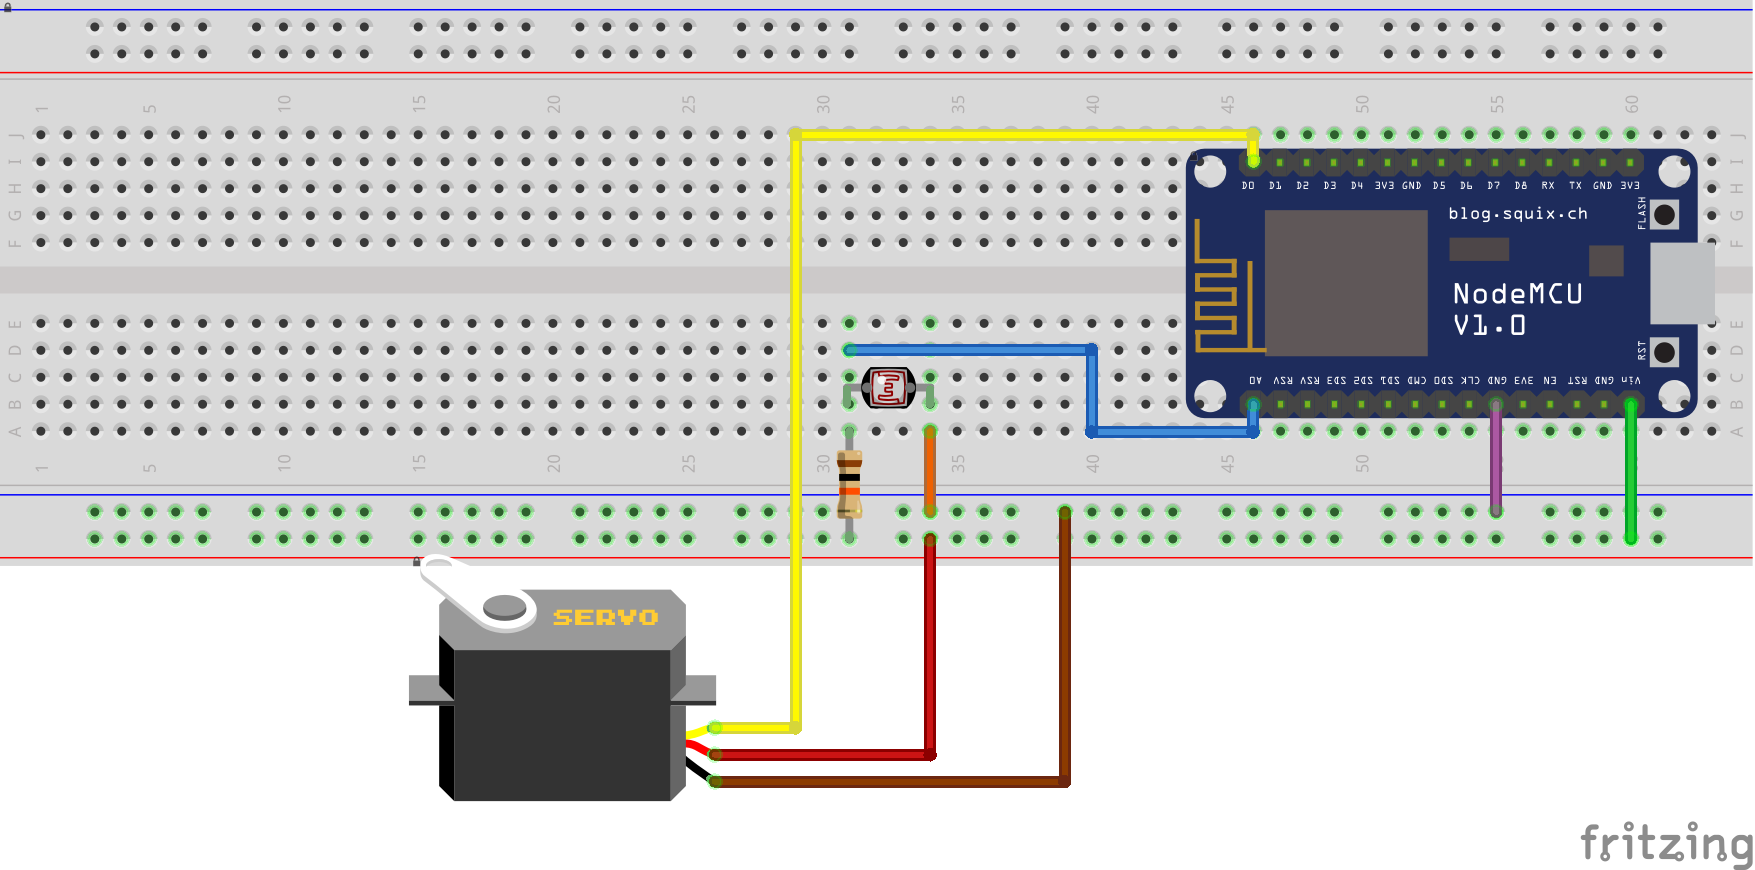 1 5 10 15 20 25 30 35 40 45 50 55 60
J J
I I
H H
G G
F F
D0 D1 D2 D3 D4 3V3 GND D5 D6 D7 D8 RX TX GND 3V3
blog.squix.ch
FLASH
NodeMCU
V1.0
RST
E E
D D
C C
B B
A A
A0 RSV RSV SD3 SD2 SD1 CMD SD0 CLK GND 3V3 EN RST GND Vin
1 5 10 15 20 25 30 35 40 45 50 55 60
SERVO
fritzing